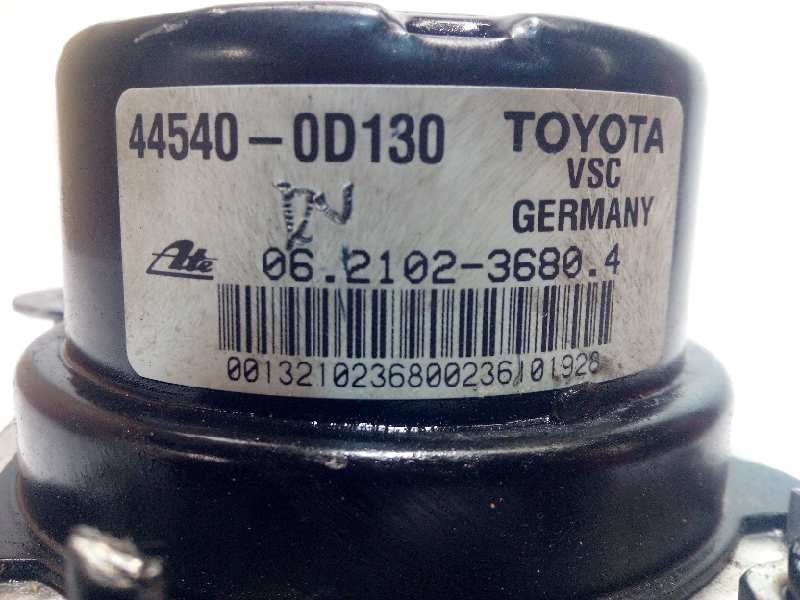 44540-0D130 TOYOTA
VSC
GERMANY
Ate 06.2102-3680.4
0013210236800236101928